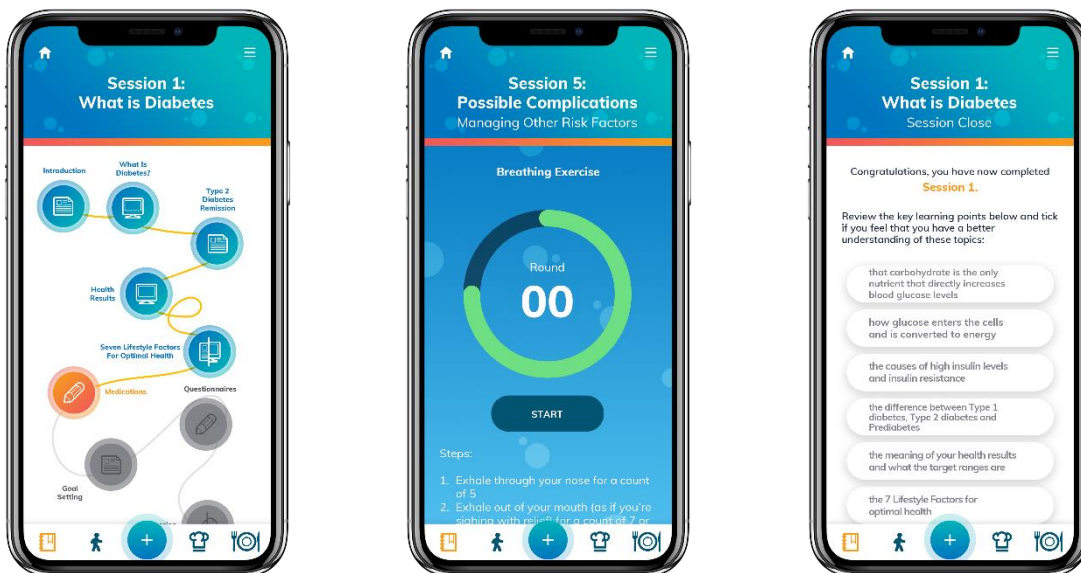 Session 1:
What is Diabetes
Introduction
What Is
Diabetes?
Type 2
Diabetes
Remission
Health
Results
Seven Lifestyle Factors
For Optimal Health
Medications
Questionnaires
Goal
Setting
Session 5:
Possible Complications
Managing Other Risk Factors
Breathing Exercise
Round
00
START
Steps:
1. Exhale through your nose for a count
of 5
2. Exhale out of your mouth (as if you're
sighing with relief) for a count of 7 or
Session 1:
What is Diabetes
Session Close
Congratulations, you have now completed
Session 1.
Review the key learning points below and tick
if you feel that you have a better
understanding of these topics:
that carbohydrate is the only
nutrient that directly increases
blood glucose levels
how glucose enters the cells
and is converted to energy
the causes of high insulin levels
and insulin resistance
the difference between Type 1
diabetes, Type 2 diabetes and
Prediabetes
the meaning of your health results
and what the target ranges are
the 7 Lifestyle Factors for
optimal health